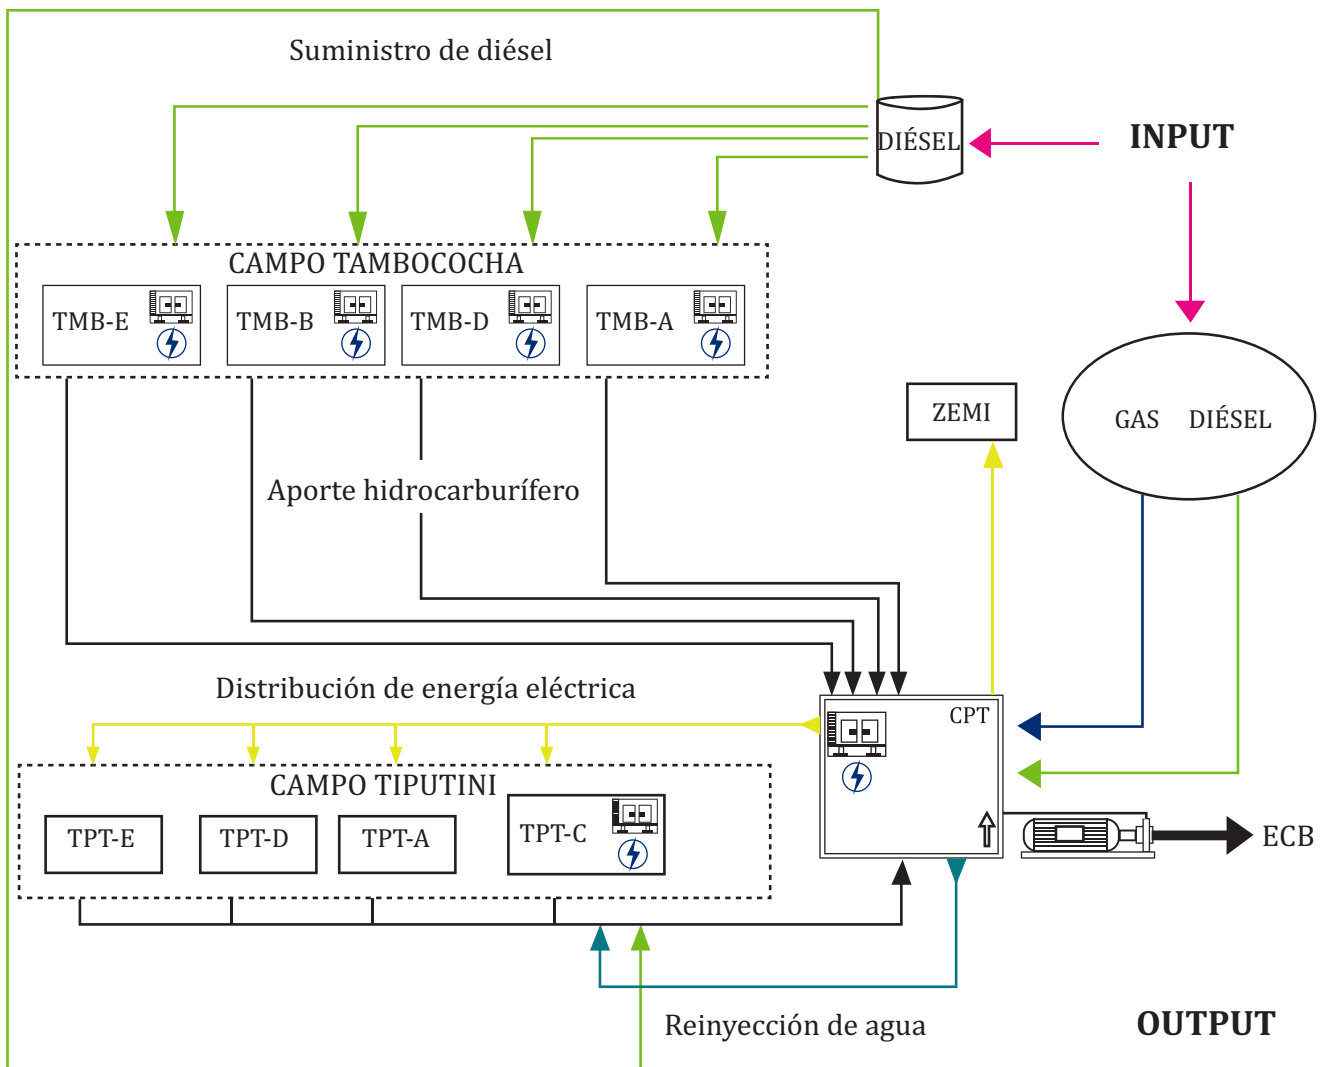 Suministro de diésel
DIÉSEL
INPUT
CAMPO TAMBOCOCHA
TMB-E
TMB-B
TMB-D
TMB-A
ZEMI
GAS DIÉSEL
Aporte hidrocarburífero
Distribución de energía eléctrica
CPT
CAMPO TIPUTINI
TPT-E
TPT-D
TPT-A
TPT-C
ECB
Reinyección de agua
OUTPUT